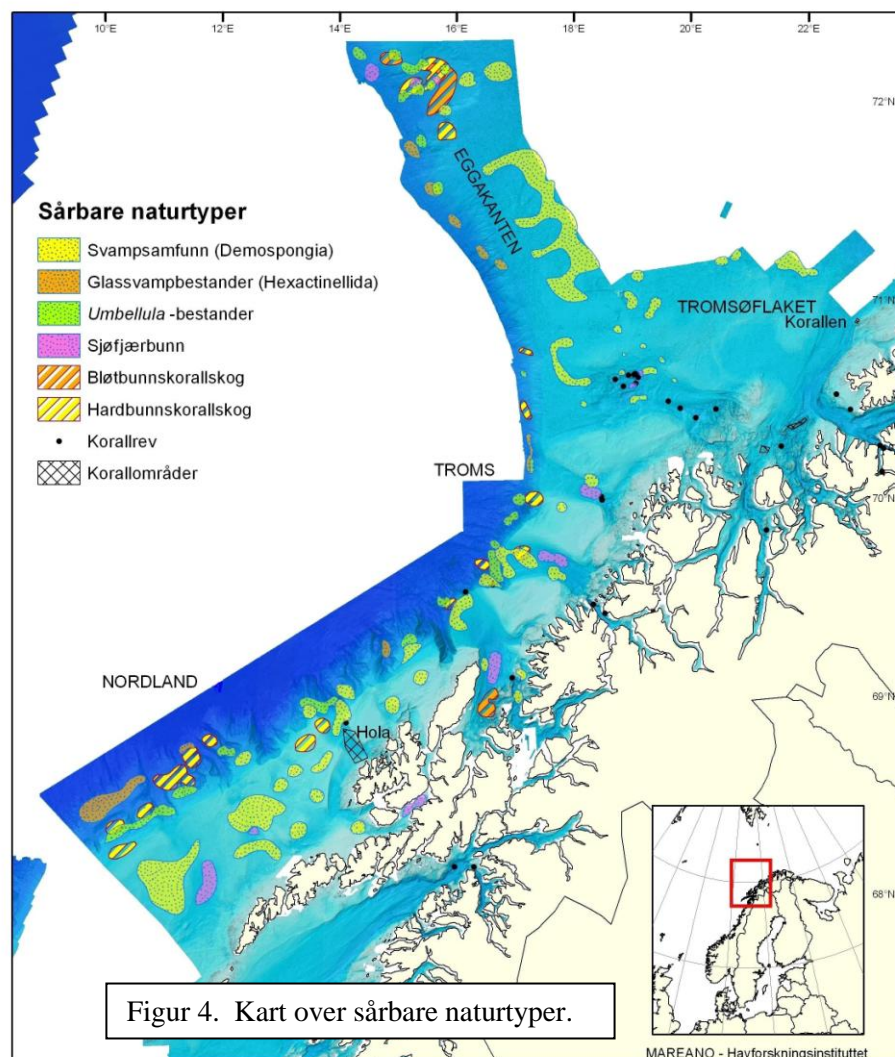 10°E 12°E 14°E 16°E 18°E 20°E 22°E
72°N
EGGAKANTEN
Sårbare naturtyper
Svampsamfunn (Demospongia)
Glassvampbestander (Hexactinellida)
Umbellula -bestander
Sjøfjærbunn
Bløtbunnskorallskog
Hardbunnskorallskog
Korallrev
Korallområder
71°N
TROMSØFLAKET
Korallen
TROMS
70°N
NORDLAND
69°N
Hola
68°N
Figur 4. Kart over sårbare naturtyper.
MAREANO - Havforskningsinstituttet